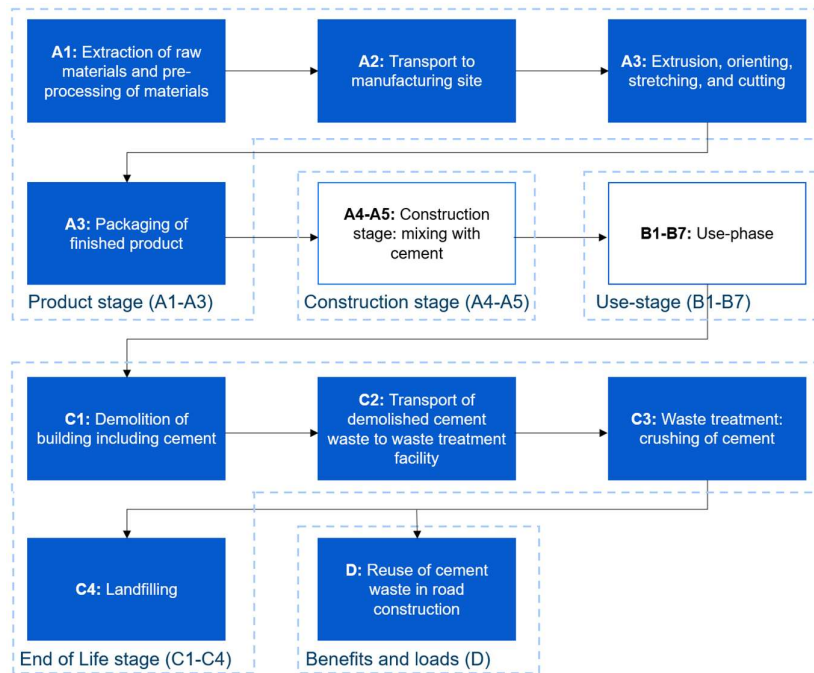 A1: Extraction of raw
materials and pre-
processing of materials
A2: Transport to
manufacturing site
A3: Extrusion, orienting,
stretching, and cutting
A3: Packaging of
finished product
A4-A5: Construction
stage: mixing with
cement
B1-B7: Use-phase
Product stage (A1-A3)
Construction stage (A4-A5)
Use-stage (B1-B7)
C1: Demolition of
building including cement
C2: Transport of
demolished cement
waste to waste treatment
facility
C3: Waste treatment:
crushing of cement
C4: Landfilling
D: Reuse of cement
waste in road
construction
End of Life stage (C1-C4)
Benefits and loads (D)